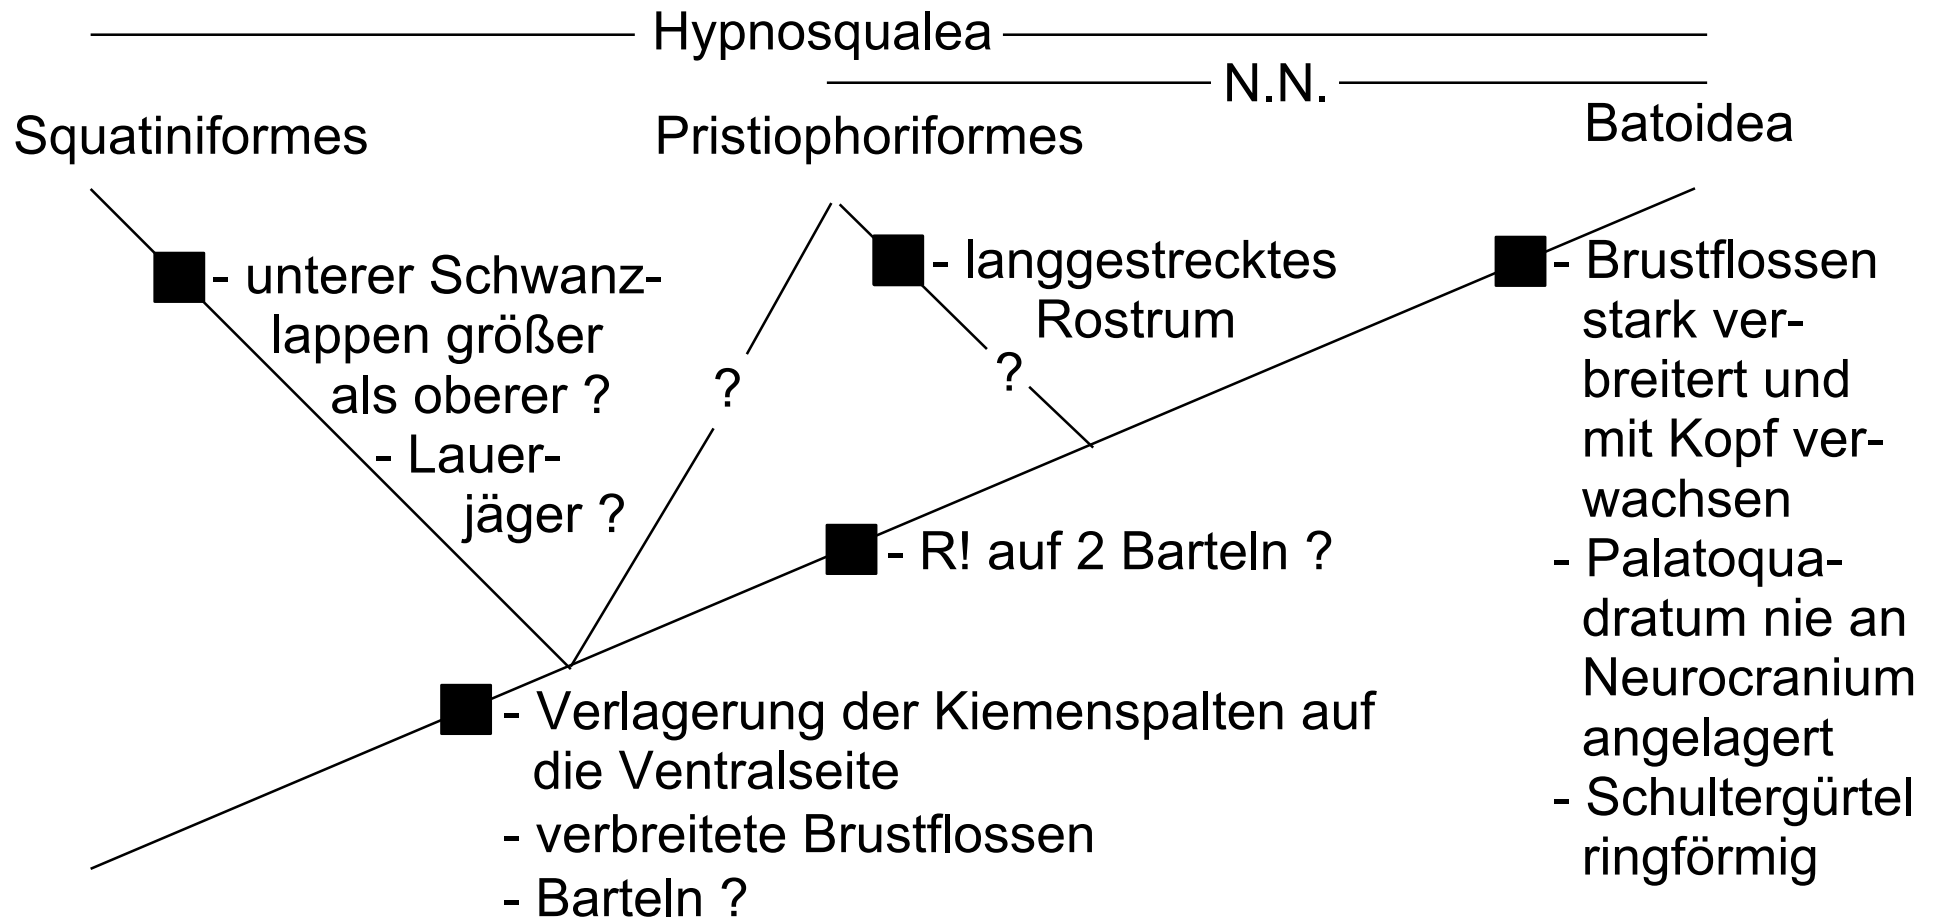 Hypnosqualea
N.N.
Squatiniformes
Pristiophoriformes
Batoidea
- unterer Schwanz-
lappen größer
als oberer ?
- Lauer-
jäger ?
?
- langgestrecktes
Rostrum
?
- Brustflossen
stark ver-
breitert und
mit Kopf ver-
wachsen
- Palatoqua-
dratum nie an
Neurocranium
angelagert
- Schultergürtel
ringförmig
- R! auf 2 Barteln ?
- Verlagerung der Kiemenspalten auf
die Ventralseite
- verbreitete Brustflossen
- Barteln ?